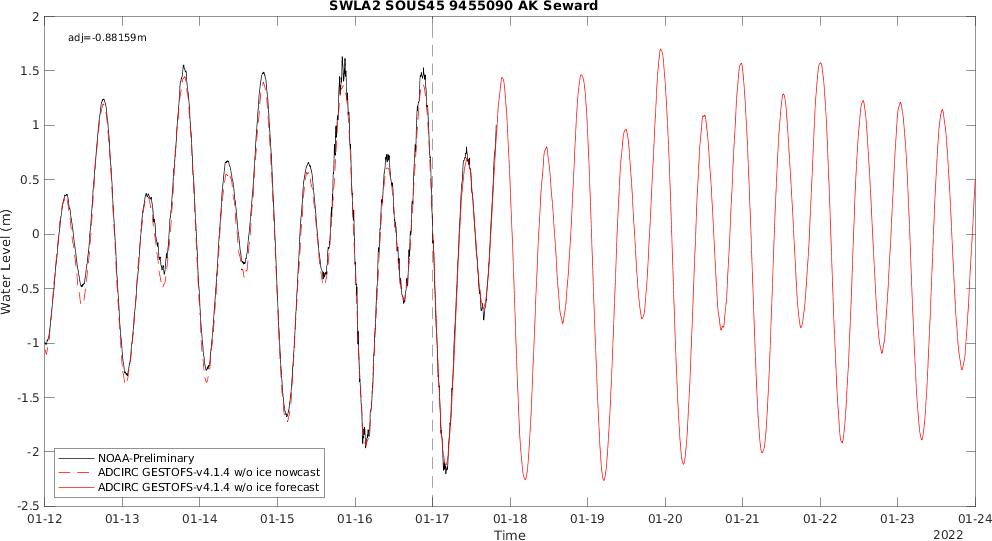 SWLA2 SOUS45 9455090 AK Seward
adj=-0.88159m
2
1.5
1
0.5
0
-0.5
-1
-1.5
-2
-2.5
Water Level (m)
NOAA-Preliminary
ADCIRC GESTOFS-v4.1.4 w/o ice nowcast
ADCIRC GESTOFS-v4.1.4 w/o ice forecast
01-12 01-13 01-14 01-15 01-16 01-17 01-18 01-19 01-20 01-21 01-22 01-23 01-24
Time
2022